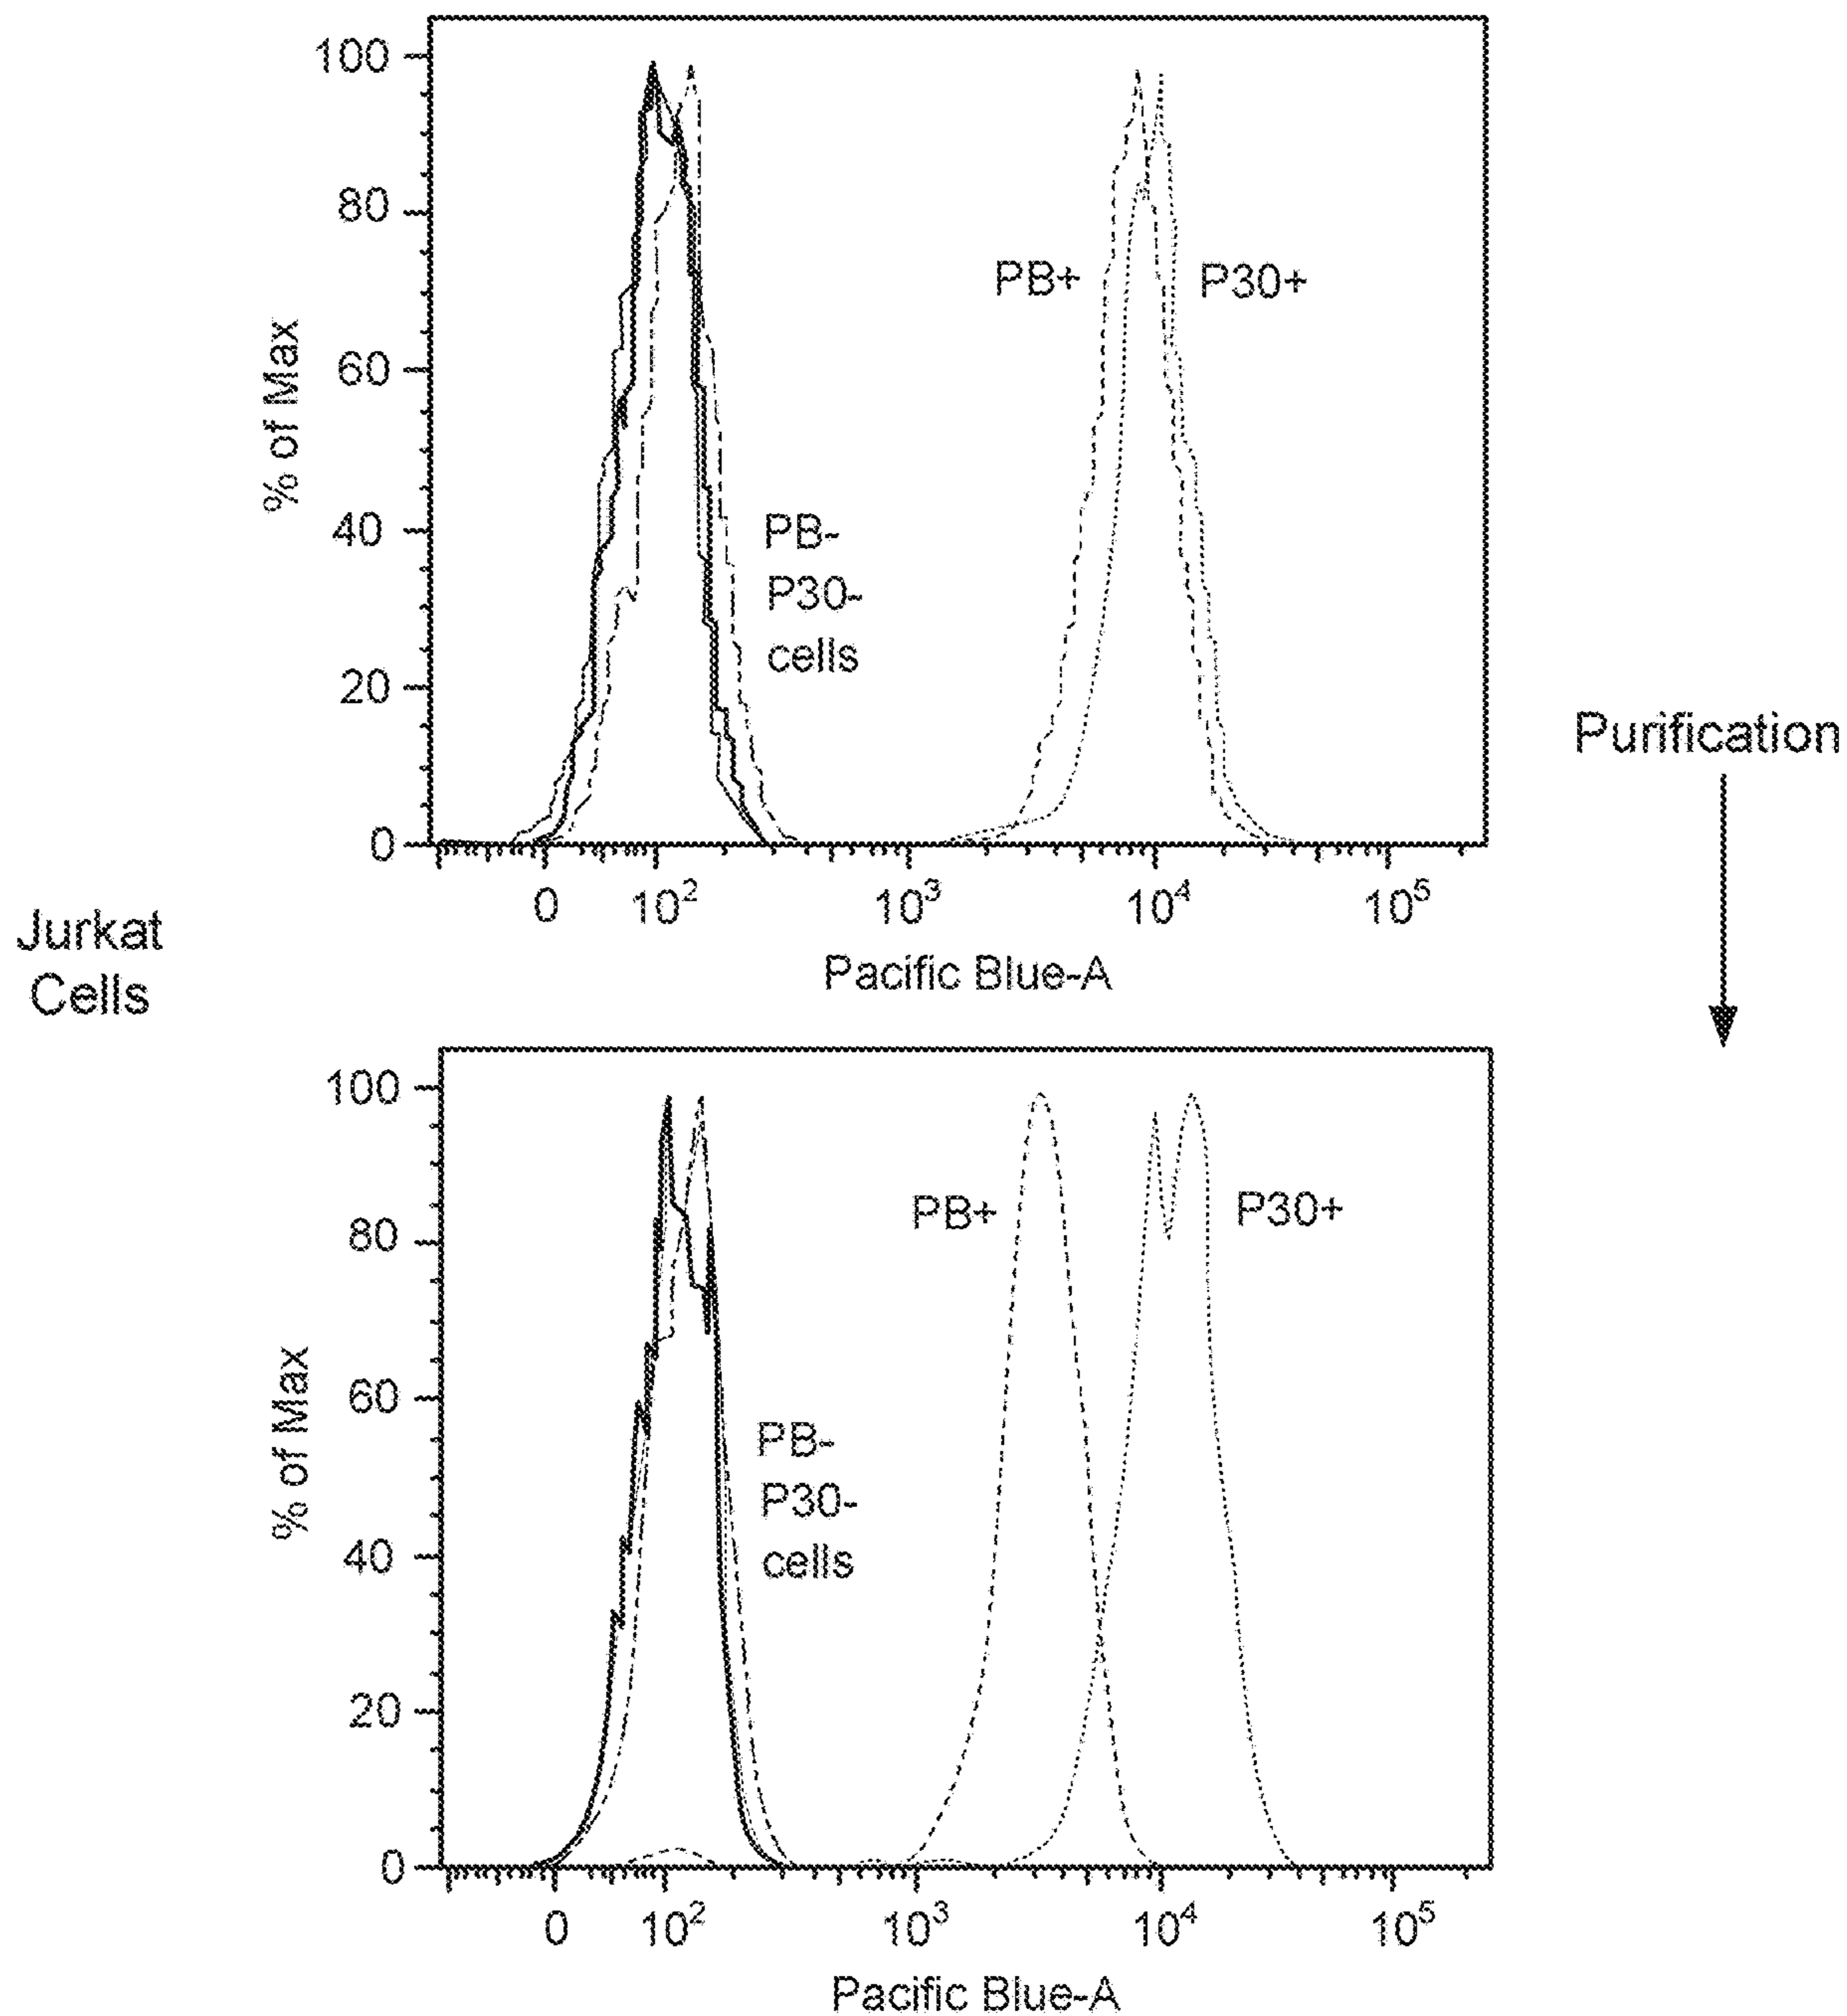 100
80
60
40
20
0
% of Max
PB+
P30+
PB-
P30-
cells
0 10² 10³ 10⁴ 10⁵
Pacific Blue-A
Purification
Jurkat
Cells
100
80
60
40
20
0
% of Max
PB+
P30+
PB-
P30-
cells
0 10² 10³ 10⁴ 10⁵
Pacific Blue-A